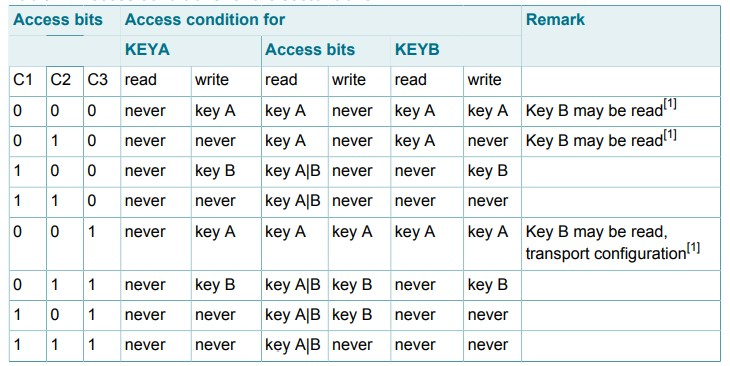 Access bits Access condition for Remark
KEYA Access bits KEYB
C1 C2 C3 read write read write read write
0 0 0 never key A key A never key A key A Key B may be read[1]
0 1 0 never never key A never key A never Key B may be read[1]
1 0 0 never key B key A|B never never key B
1 1 0 never never key A|B never never never
0 0 1 never key A key A key A key A key A Key B may be read,
transport configuration[1]
0 1 1 never key B key A|B key B never key B
1 0 1 never never key A|B key B never never
1 1 1 never never key A|B never never never